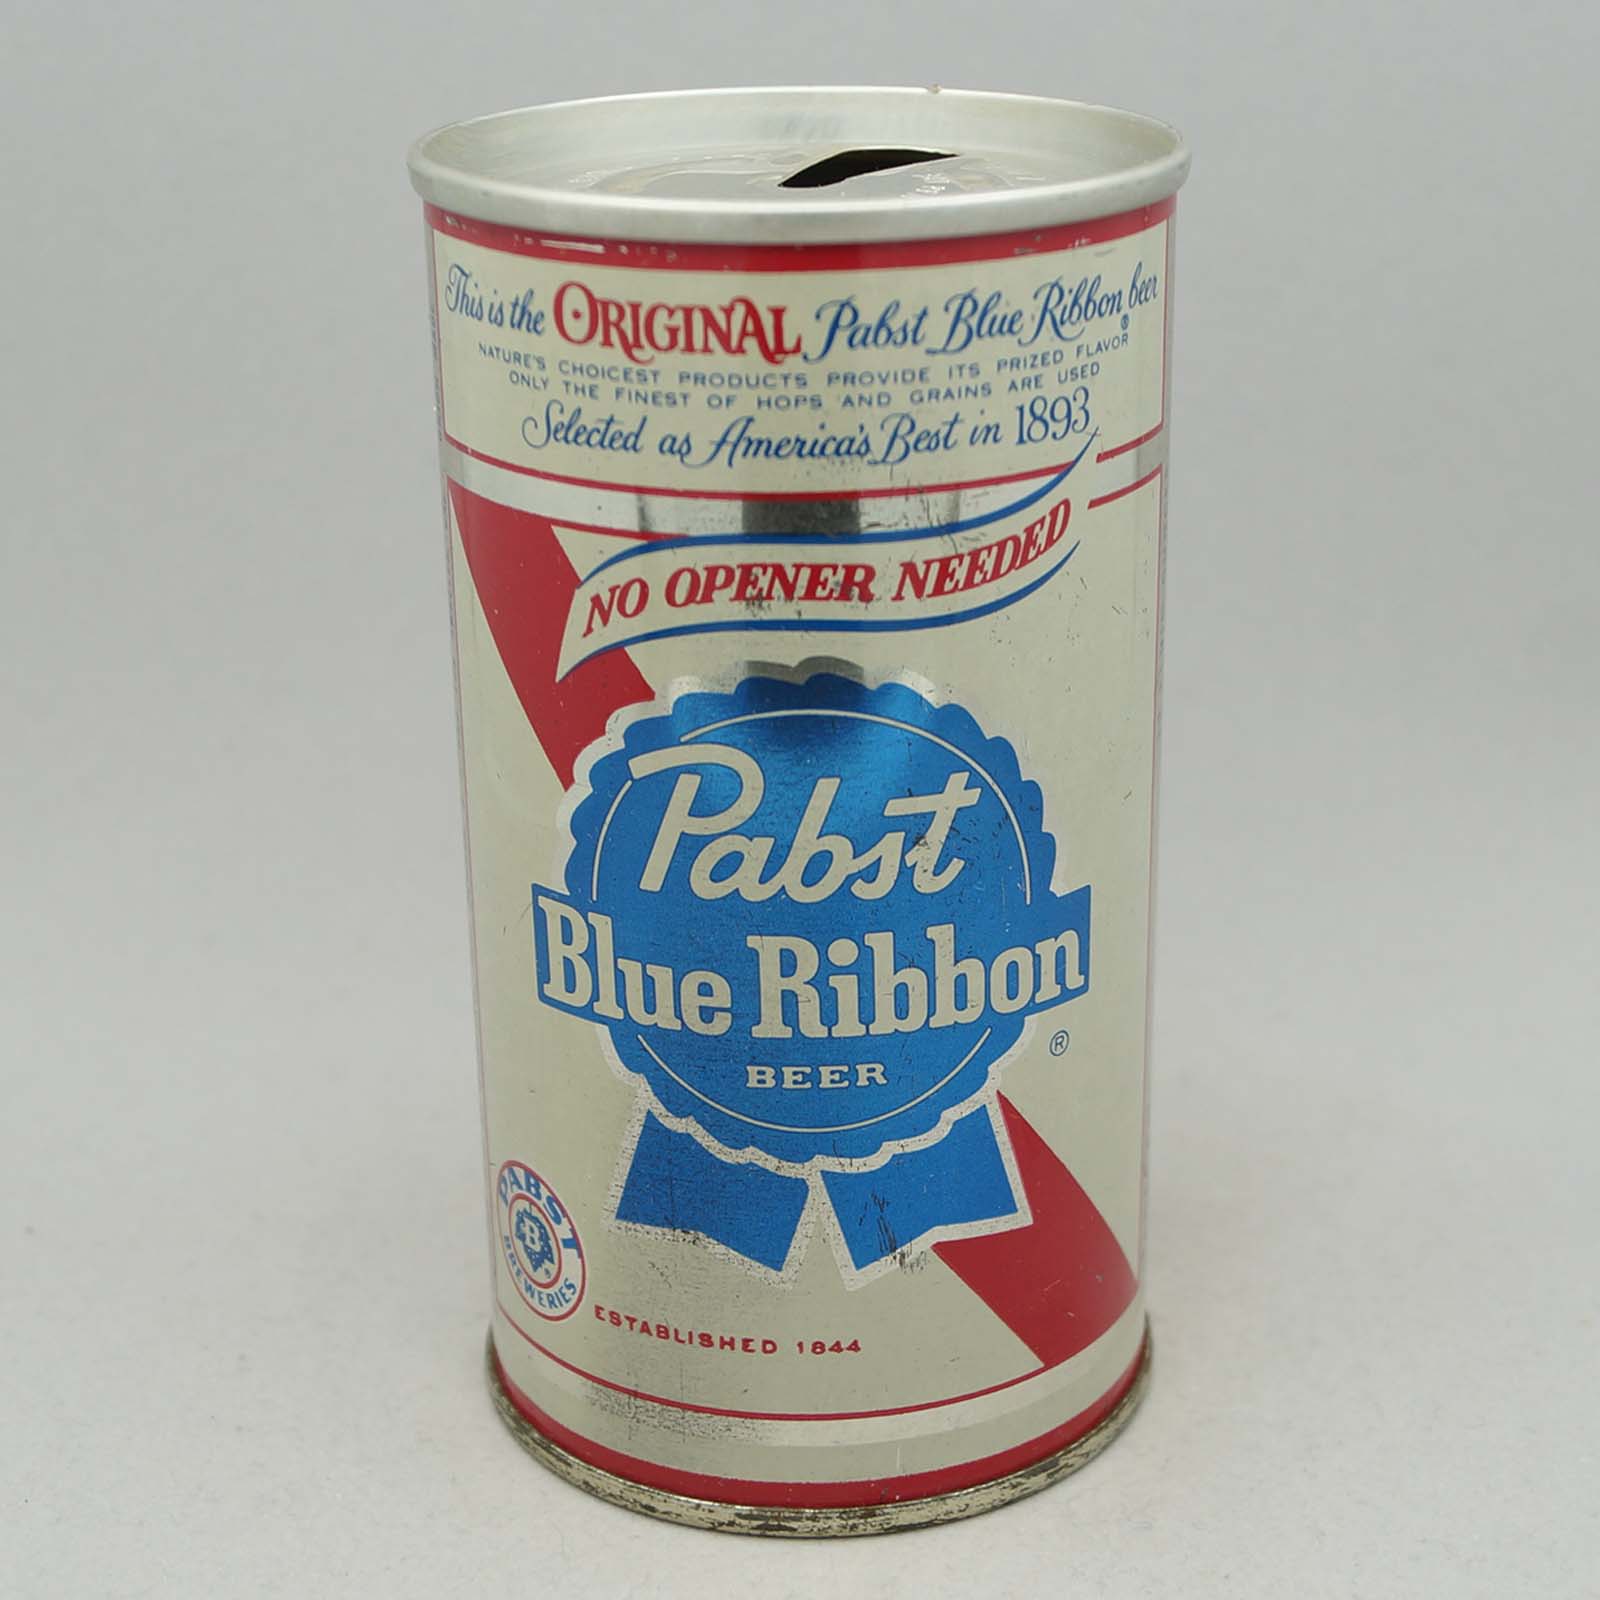 This is the ORIGINAL Pabst Blue Ribbon beer
NATURE'S CHOICEST PRODUCTS PROVIDE ITS PRIZED FLAVOR®
ONLY THE FINEST OF HOPS AND GRAINS ARE USED
Selected as America's Best in 1893
NO OPENER NEEDED
Pabst
Blue Ribbon
BEER
®
PABST
B
BREWERIES
ESTABLISHED 1844